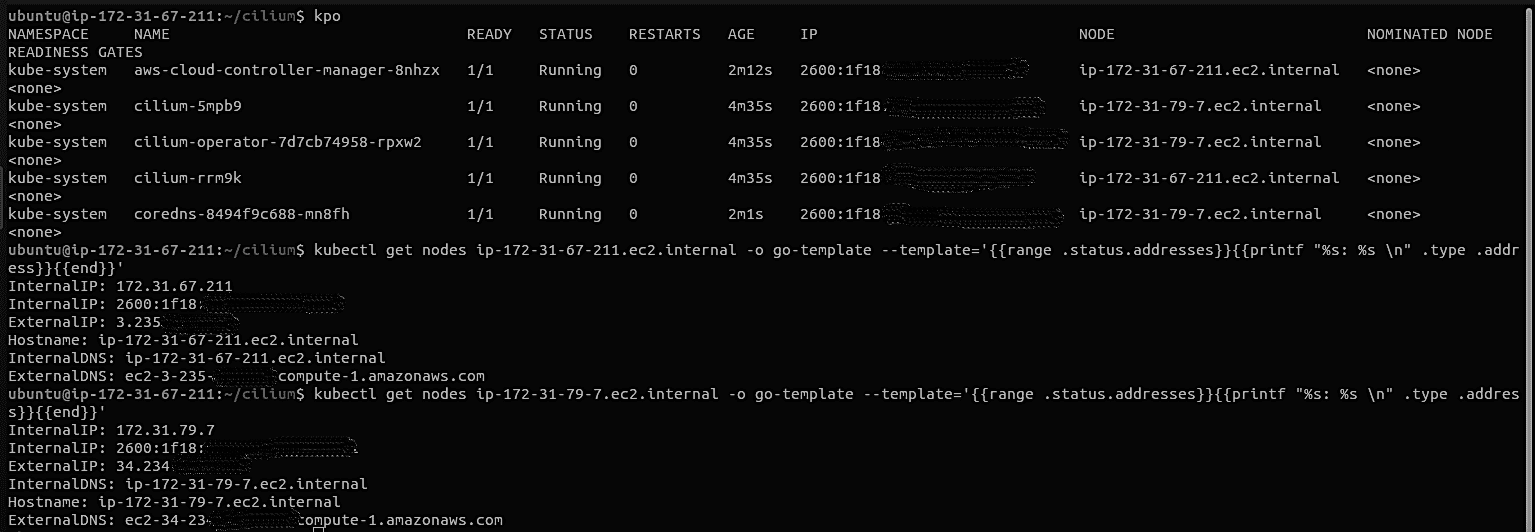 ubuntu@ip-172-31-67-211:~/cilium$ kpo
NAMESPACE NAME READY STATUS RESTARTS AGE IP NODE NOMINATED NODE
READINESS GATES
kube-system aws-cloud-controller-manager-8nhzx 1/1 Running 0 2m12s 2600:1f18 ip-172-31-67-211.ec2.internal <none>
<none>
kube-system cilium-5mpb9 1/1 Running 0 4m35s 2600:1f18 ip-172-31-79-7.ec2.internal <none>
<none>
kube-system cilium-operator-7d7cb74958-rpxw2 1/1 Running 0 4m35s 2600:1f18 ip-172-31-79-7.ec2.internal <none>
<none>
kube-system cilium-rrm9k 1/1 Running 0 4m35s 2600:1f18 ip-172-31-67-211.ec2.internal <none>
<none>
kube-system coredns-8494f9c688-mn8fh 1/1 Running 0 2m1s 2600:1f18 ip-172-31-79-7.ec2.internal <none>
<none>
ubuntu@ip-172-31-67-211:~/cilium$ kubectl get nodes ip-172-31-67-211.ec2.internal -o go-template --template='{{range .status.addresses}}{{printf "%s: %s \n" .type .addr
ess}}{{end}}'
InternalIP: 172.31.67.211
InternalIP: 2600:1f18:
ExternalIP: 3.235
Hostname: ip-172-31-67-211.ec2.internal
InternalDNS: ip-172-31-67-211.ec2.internal
ExternalDNS: ec2-3-235- compute-1.amazonaws.com
ubuntu@ip-172-31-67-211:~/cilium$ kubectl get nodes ip-172-31-79-7.ec2.internal -o go-template --template='{{range .status.addresses}}{{printf "%s: %s \n" .type .addres
s}}{{end}}'
InternalIP: 172.31.79.7
InternalIP: 2600:1f18:
ExternalIP: 34.234
InternalDNS: ip-172-31-79-7.ec2.internal
Hostname: ip-172-31-79-7.ec2.internal
ExternalDNS: ec2-34-23 compute-1.amazonaws.com